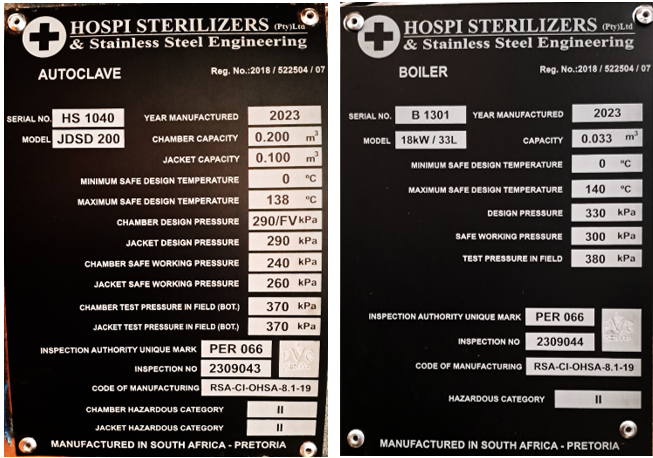 HOSPI STERILIZERS (Pty)Ltd
& Stainless Steel Engineering
AUTOCLAVE
Reg. No.:2018 / 522504 / 07
SERIAL NO. HS 1040 YEAR MANUFACTURED 2023
MODEL JDSD 200 CHAMBER CAPACITY 0.200 m³
JACKET CAPACITY 0.100 m³
MINIMUM SAFE DESIGN TEMPERATURE 0 °C
MAXIMUM SAFE DESIGN TEMPERATURE 138 °C
CHAMBER DESIGN PRESSURE 290/FV kPa
JACKET DESIGN PRESSURE 290 kPa
CHAMBER SAFE WORKING PRESSURE 240 kPa
JACKET SAFE WORKING PRESSURE 260 kPa
CHAMBER TEST PRESSURE IN FIELD (BOT.) 370 kPa
JACKET TEST PRESSURE IN FIELD (BOT.) 370 kPa
INSPECTION AUTHORITY UNIQUE MARK PER 066
INSPECTION NO 2309043
CODE OF MANUFACTURING RSA-CI-OHSA-8.1-19
CHAMBER HAZARDOUS CATEGORY II
JACKET HAZARDOUS CATEGORY II
MANUFACTURED IN SOUTH AFRICA - PRETORIA
HOSPI STERILIZERS (Pty)Ltd
& Stainless Steel Engineering
BOILER
Reg. No.:2018 / 522504 / 07
SERIAL NO. B 1301 YEAR MANUFACTURED 2023
MODEL 18kW / 33L CAPACITY 0.033 m³
MINIMUM SAFE DESIGN TEMPERATURE 0 °C
MAXIMUM SAFE DESIGN TEMPERATURE 140 °C
DESIGN PRESSURE 330 kPa
SAFE WORKING PRESSURE 300 kPa
TEST PRESSURE IN FIELD 380 kPa
INSPECTION AUTHORITY UNIQUE MARK PER 066
INSPECTION NO 2309044
CODE OF MANUFACTURING RSA-CI-OHSA-8.1-19
HAZARDOUS CATEGORY II
MANUFACTURED IN SOUTH AFRICA - PRETORIA